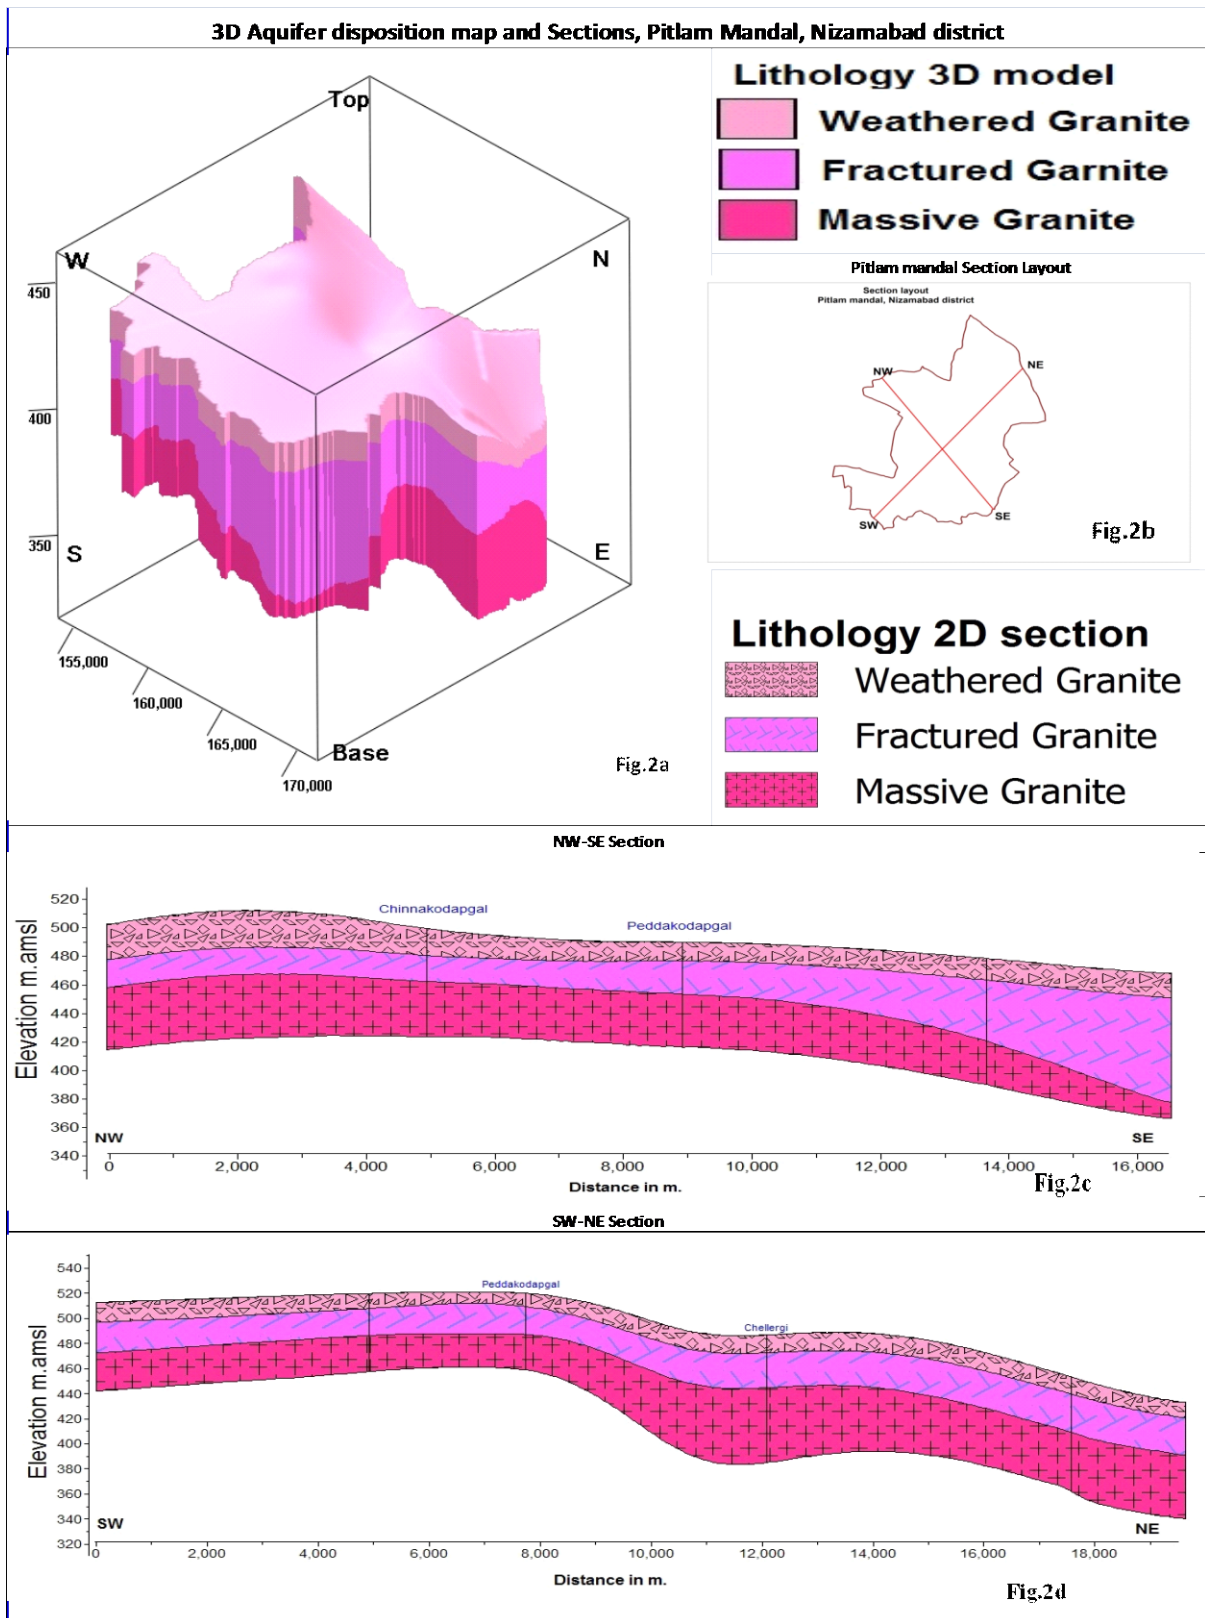 3D Aquifer disposition map and Sections, Pitlam Mandal, Nizamabad district
Top
W
N
450
400
350
S
E
155,000
160,000
165,000
170,000
Base
Fig.2a
Lithology 3D model
Weathered Granite
Fractured Garnite
Massive Granite
Pitlam mandal Section Layout
Section layout
Pitlam mandal, Nizamabad district
NW
NE
SW
SE
Fig.2b
Lithology 2D section
Weathered Granite
Fractured Granite
Massive Granite
NW-SE Section
Elevation m.amsl
520
500
480
460
440
420
400
380
360
340
Chinnakodapgal
Peddakodapgal
NW
SE
0 2,000 4,000 6,000 8,000 10,000 12,000 14,000 16,000
Distance in m.
Fig.2c
SW-NE Section
Elevation m.amsl
540
520
500
480
460
440
420
400
380
360
340
320
Peddakodapgal
Chellergi
SW
NE
0 2,000 4,000 6,000 8,000 10,000 12,000 14,000 16,000 18,000
Distance in m.
Fig.2d